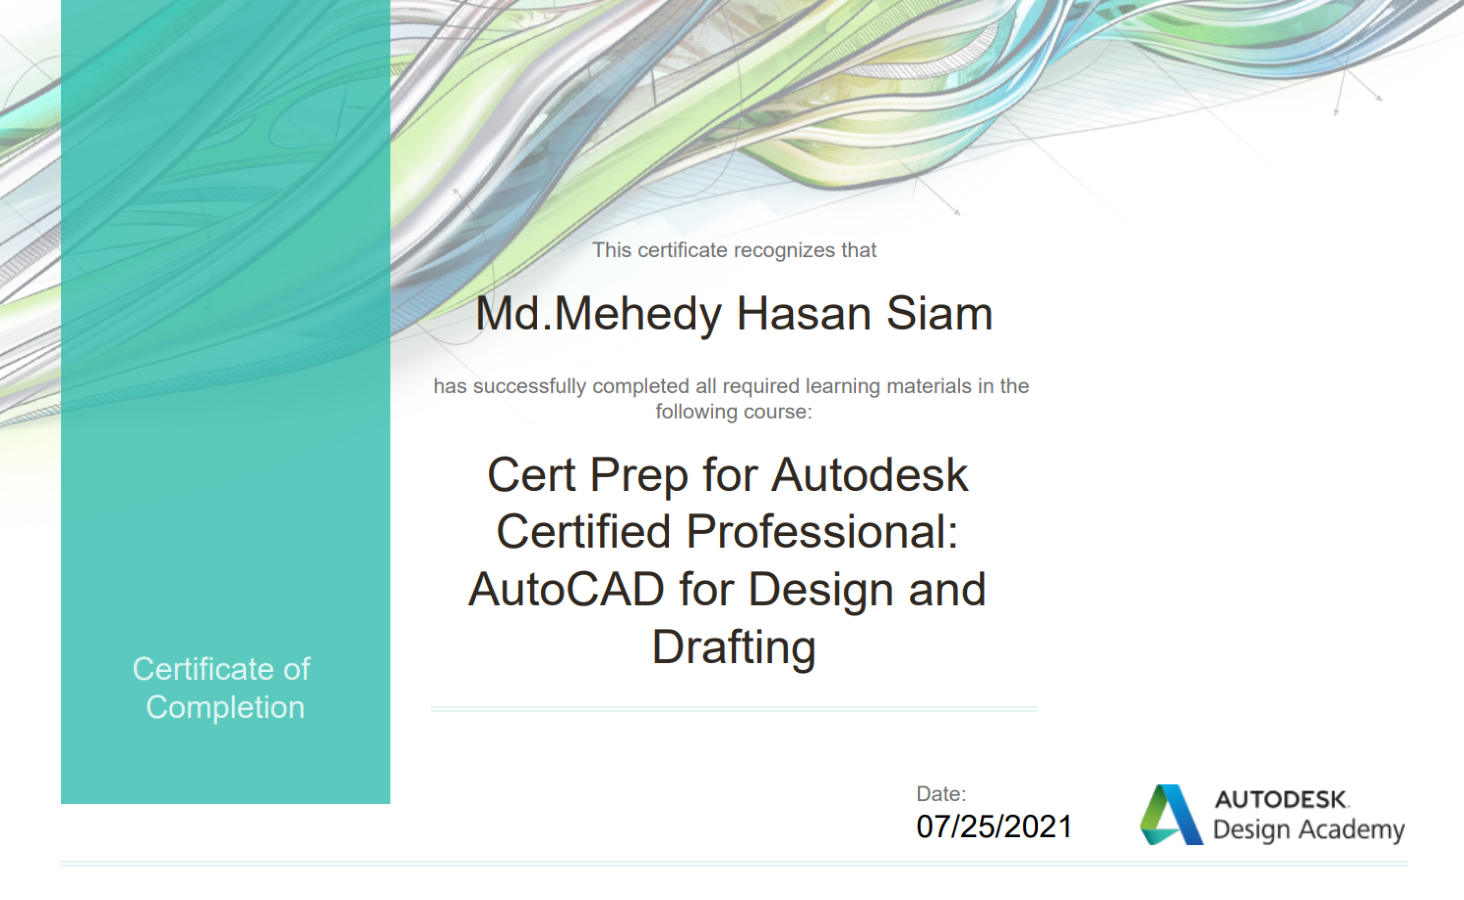 This certificate recognizes that
Md.Mehedy Hasan Siam
has successfully completed all required learning materials in the
following course:
Cert Prep for Autodesk
Certified Professional:
AutoCAD for Design and
Drafting
Certificate of
Completion
Date:
07/25/2021
AUTODESK.
Design Academy